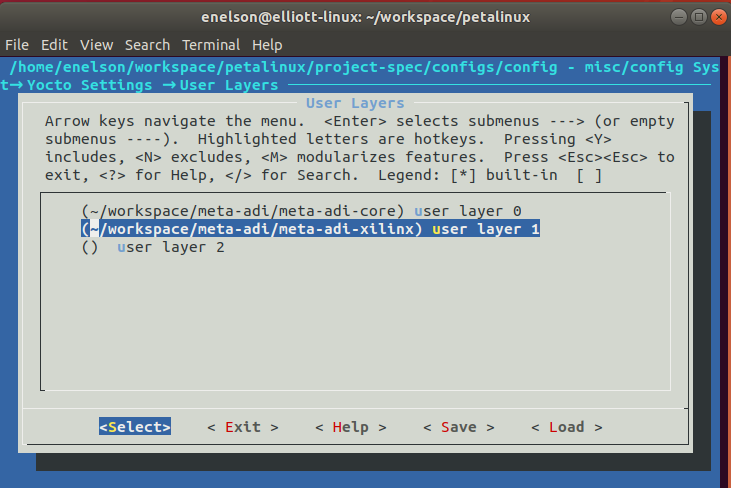 enelson@elliott-linux: ~/workspace/petalinux
File Edit View Search Terminal Help
/home/enelson/workspace/petalinux/project-spec/configs/config - misc/config Sys
t→Yocto Settings →User Layers
User Layers
Arrow keys navigate the menu. <Enter> selects submenus ---> (or empty
submenus ----). Highlighted letters are hotkeys. Pressing <Y>
includes, <N> excludes, <M> modularizes features. Press <Esc><Esc> to
exit, <?> for Help, </> for Search. Legend: [*] built-in [ ]
(~/workspace/meta-adi/meta-adi-core) user layer 0
(~/workspace/meta-adi/meta-adi-xilinx) user layer 1
() user layer 2
<Select> < Exit > < Help > < Save > < Load >